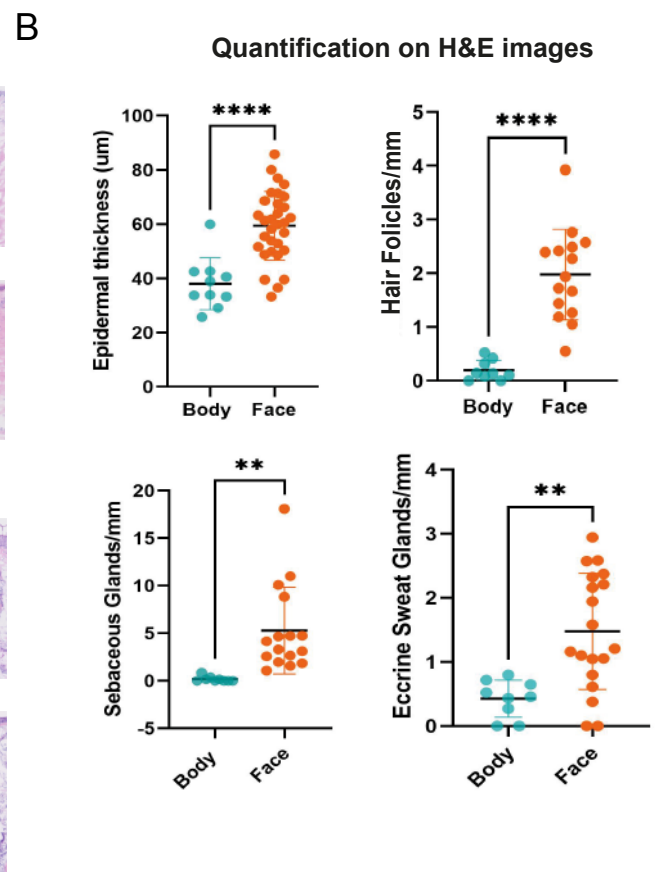 B
Quantification on H&E images
Epidermal thickness (um)
100
80
60
40
20
0
****
Body Face
Hair Folicles/mm
5
4
3
2
1
0
****
Body Face
Sebaceous Glands/mm
20
15
10
5
0
-5
**
Body
Face
Eccrine Sweat Glands/mm
4
3
2
1
0
**
Body
Face